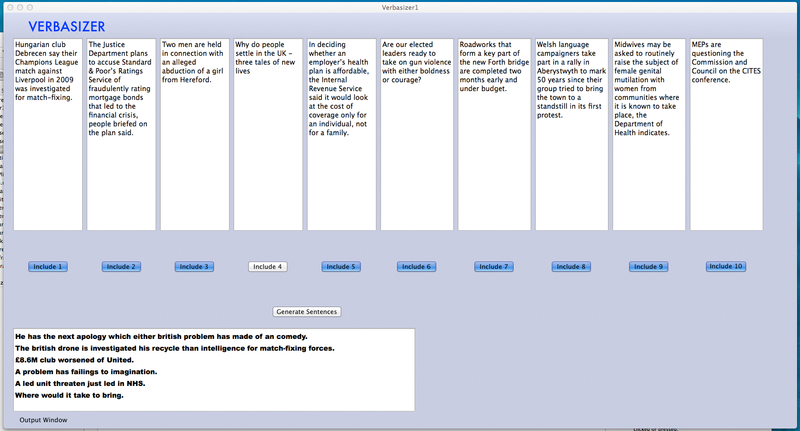 Verbasizer1
VERBASIZER
Hungarian club
Debrecen say their
Champions League
match against
Liverpool in 2009
was investigated
for match-fixing.
The Justice
Department plans
to accuse Standard
& Poor's Ratings
Service of
fraudulently rating
mortgage bonds
that led to the
financial crisis,
people briefed on
the plan said.
Two men are held
in connection with
an alleged
abduction of a girl
from Hereford.
Why do people
settle in the UK -
three tales of new
lives
In deciding
whether an
employer's health
plan is affordable,
the Internal
Revenue Service
said it would look
at the cost of
coverage only for
an individual, not
for a family.
Are our elected
leaders ready to
take on gun violence
with either boldness
or courage?
Roadworks that
form a key part of
the new Forth bridge
are completed two
months early and
under budget.
Welsh language
campaigners take
part in a rally in
Aberystwyth to mark
50 years since their
group tried to bring
the town to a
standstill in its first
protest.
Midwives may be
asked to routinely
raise the subject of
female genital
mutilation with
women from
communities where
it is known to take
place, the
Department of
Health indicates.
MEPs are
questioning the
Commission and
Council on the CITES
conference.
Include 1
Include 2
Include 3
Include 4
Include 5
Include 6
Include 7
Include 8
Include 9
Include 10
Generate Sentences
He has the next apology which either british problem has made of an comedy.
The british drone is investigated his recycle than intelligence for match-fixing forces.
£8.6M club worsened of United.
A problem has failings to imagination.
A led unit threaten just led in NHS.
Where would it take to bring.
Output Window